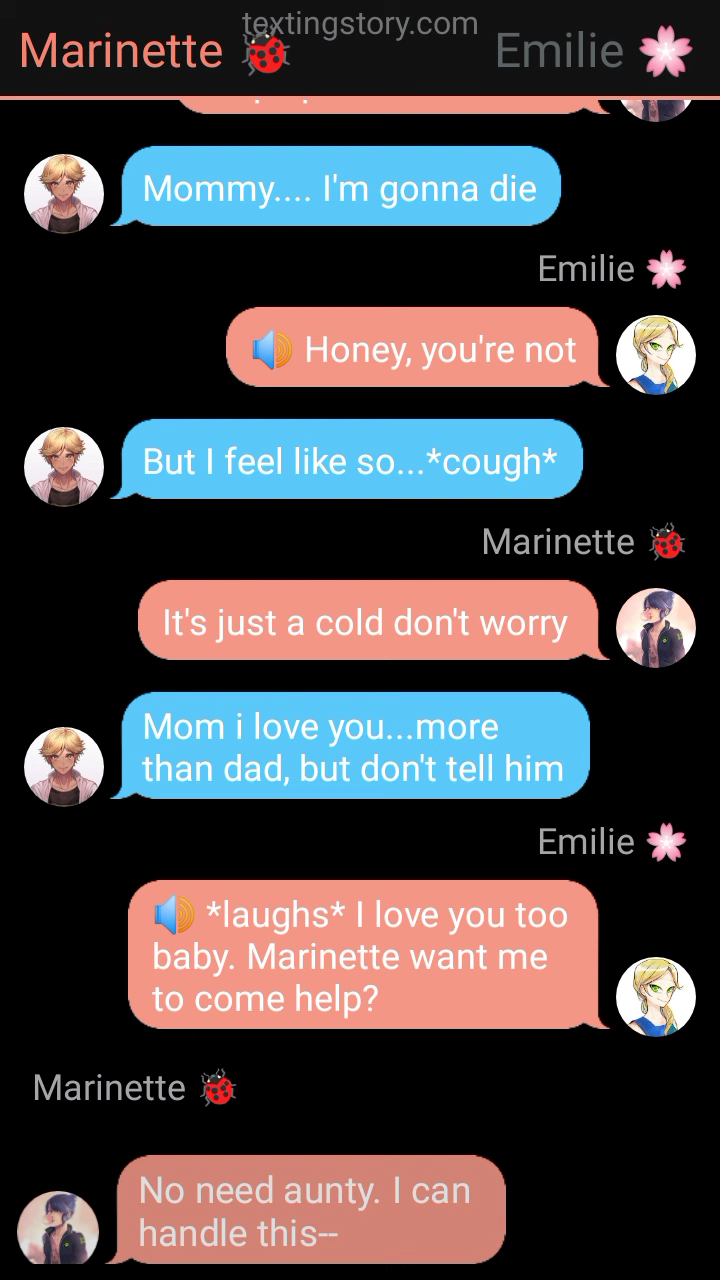 textingstory.com
Marinette 🐞 Emilie 🌸
Mommy.... I'm gonna die
Emilie 🌸
🔊 Honey, you're not
But I feel like so...*cough*
Marinette 🐞
It's just a cold don't worry
Mom i love you...more
than dad, but don't tell him
Emilie 🌸
🔊 *laughs* I love you too
baby. Marinette want me
to come help?
Marinette 🐞
No need aunty. I can
handle this--